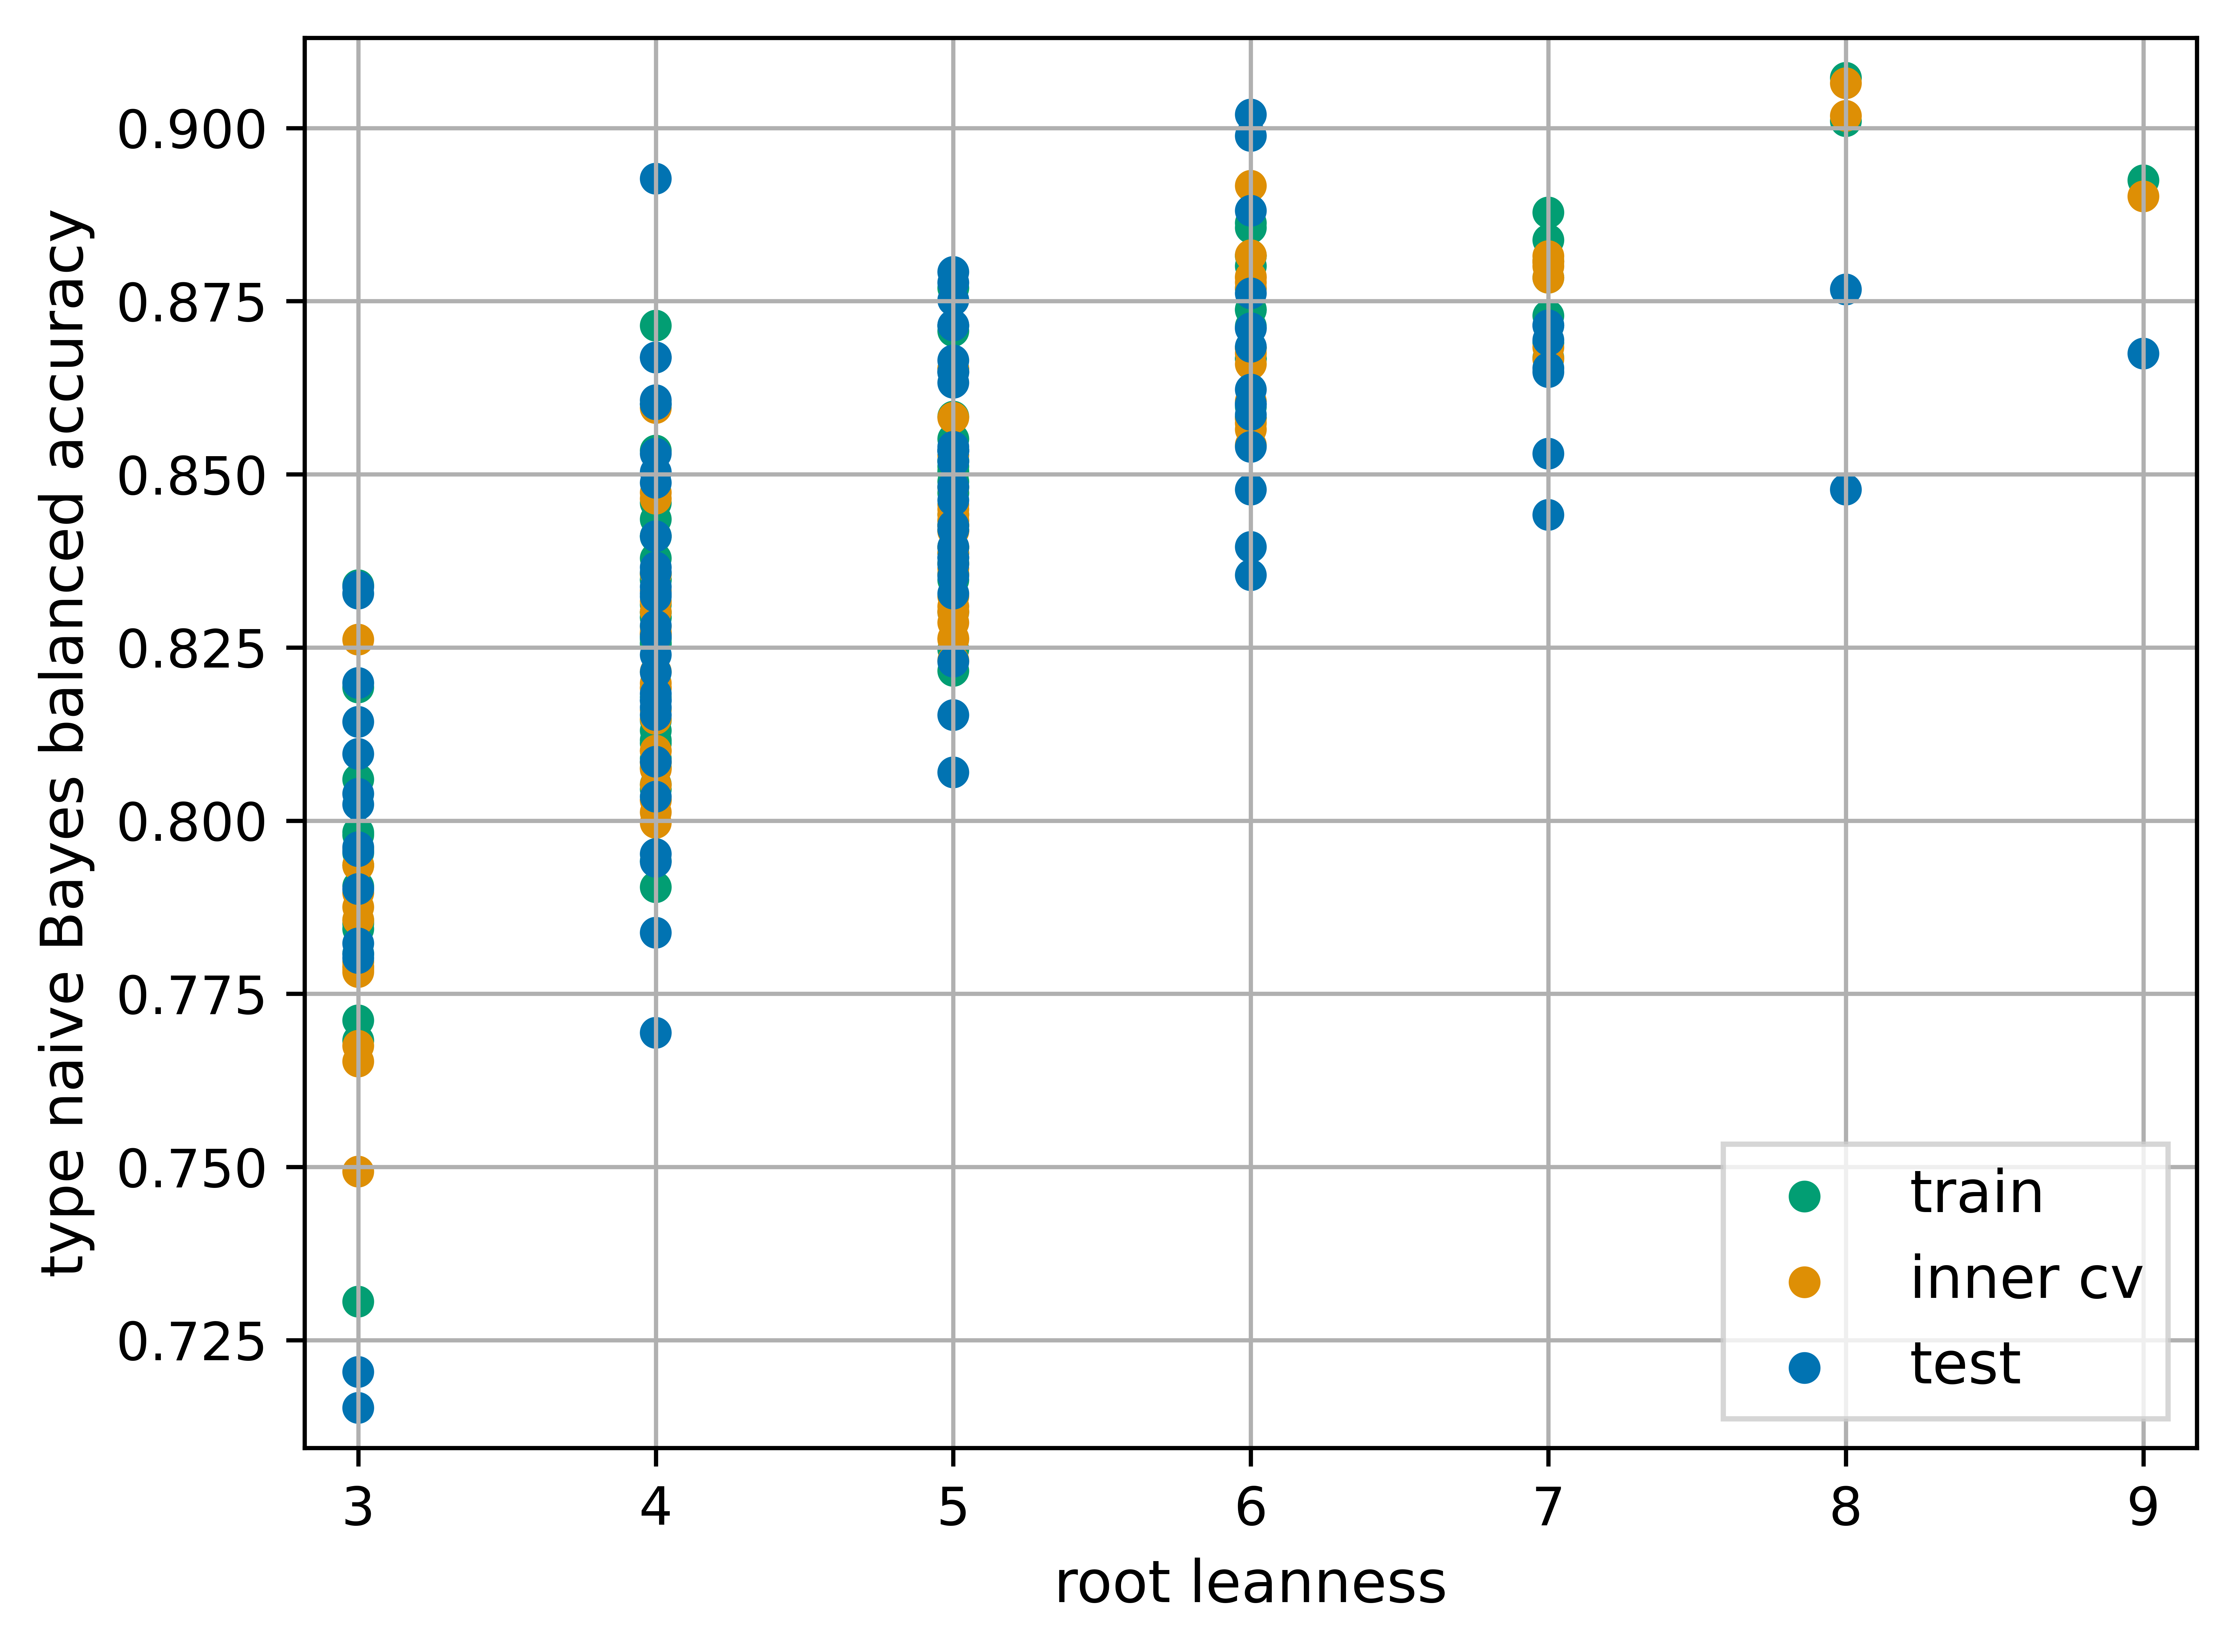 type naive Bayes balanced accuracy
0.900
0.875
0.850
0.825
0.800
0.775
0.750
0.725
train
inner cv
test
3 4 5 6 7 8 9
root leanness